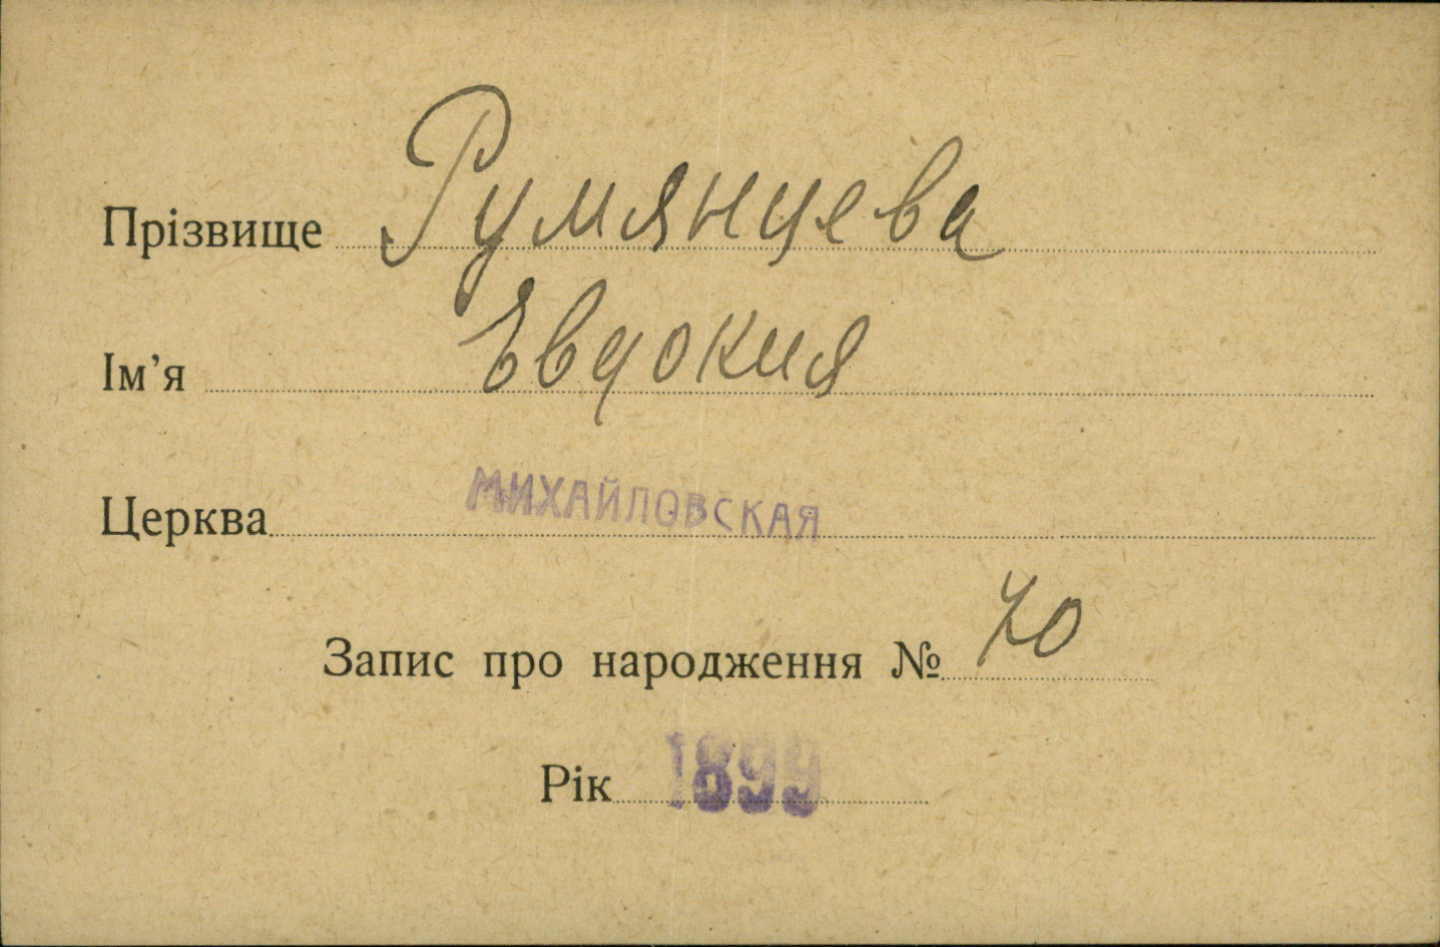 Прізвище Румянцева
Ім'я Евдокия
Церква МИХАЙЛОВСКАЯ
Запис про народження № 70
Рік 1899